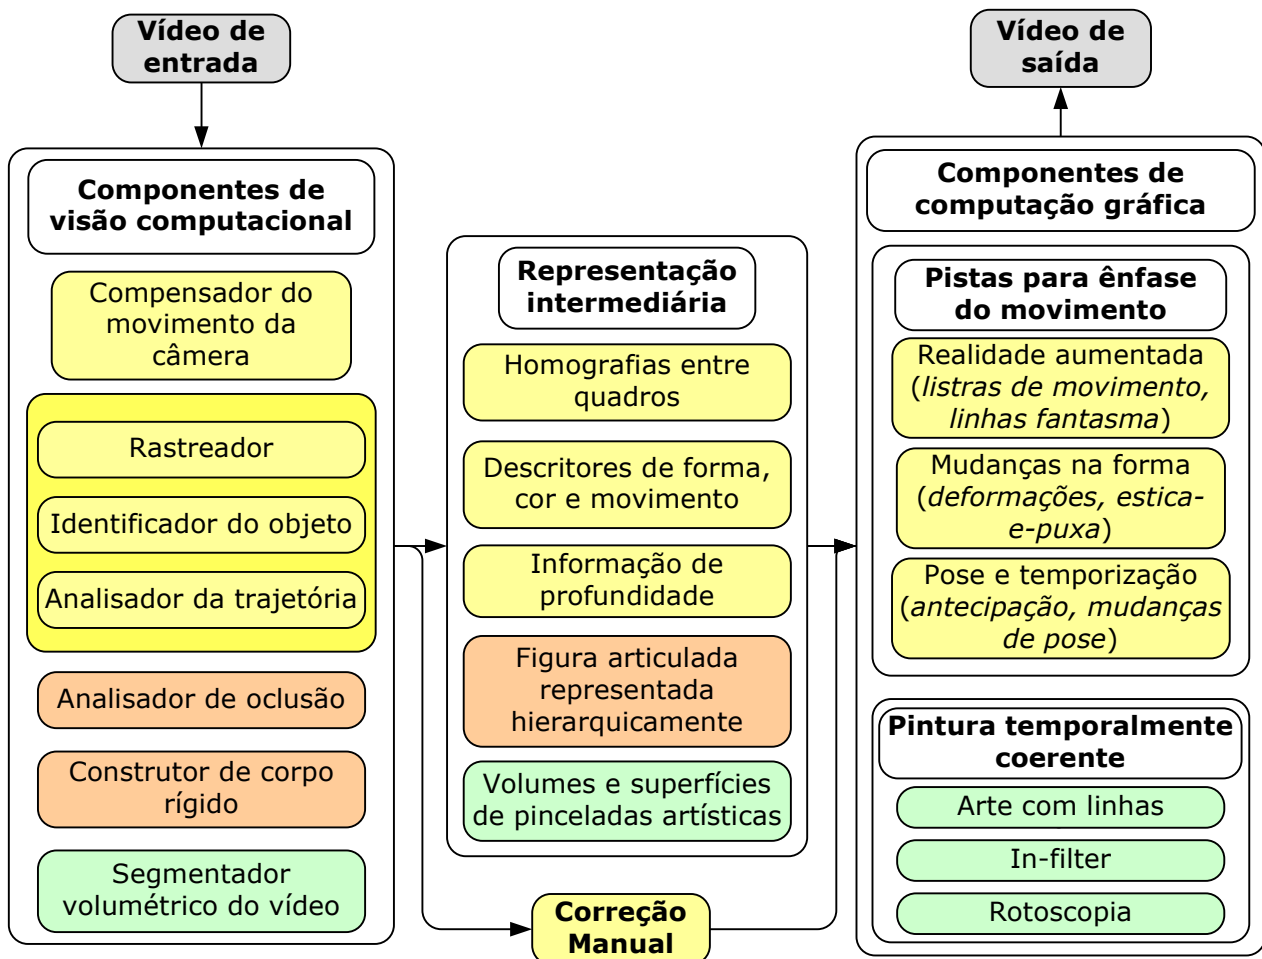 Vídeo de
entrada
Componentes de
visão computacional
Compensador do
movimento da
câmera
Rastreador
Identificador do objeto
Analisador da trajetória
Analisador de oclusão
Construtor de corpo
rígido
Segmentador
volumétrico do vídeo
Representação
intermediária
Homografias entre
quadros
Descritores de forma,
cor e movimento
Informação de
profundidade
Figura articulada
representada
hierarquicamente
Volumes e superfícies
de pinceladas artísticas
Correção
Manual
Vídeo de
saída
Componentes de
computação gráfica
Pistas para ênfase
do movimento
Realidade aumentada
(listras de movimento,
linhas fantasma)
Mudanças na forma
(deformações, estica-
e-puxa)
Pose e temporização
(antecipação, mudanças
de pose)
Pintura temporalmente
coerente
Arte com linhas
In-filter
Rotoscopia